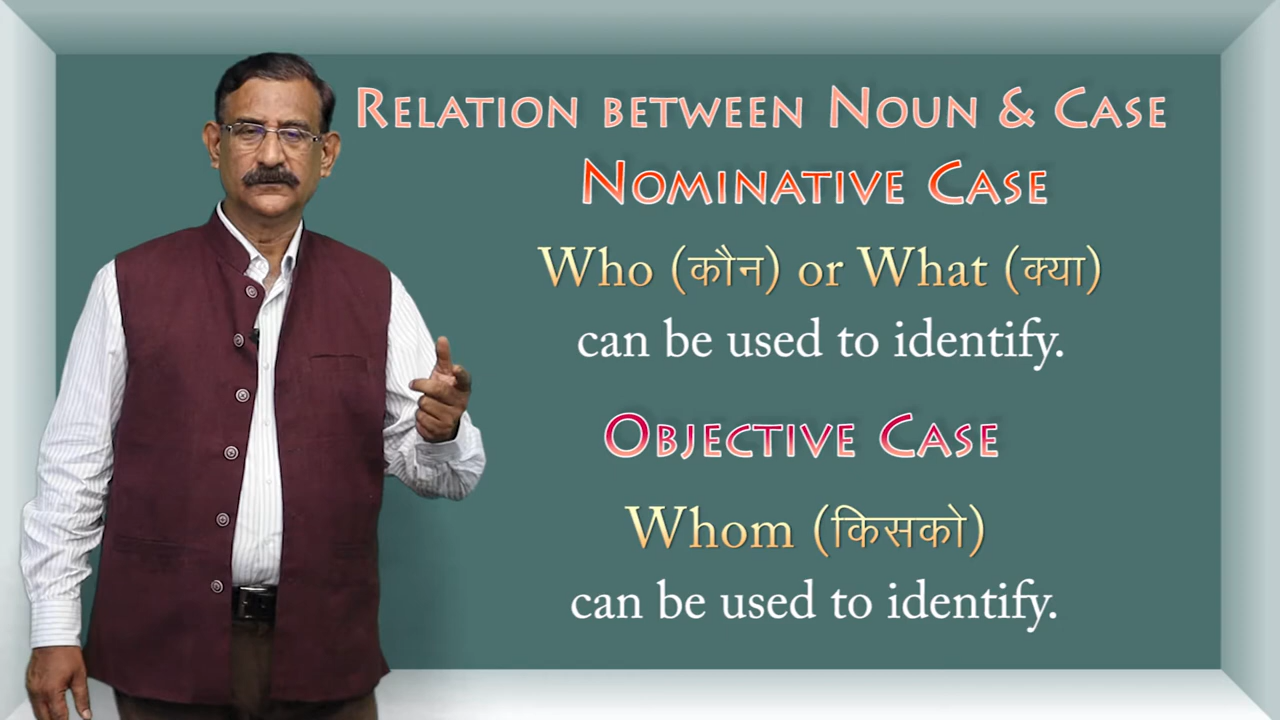 Relation between Noun & Case
Nominative Case
Who (कौन) or What (क्या)
can be used to identify.
Objective Case
Whom (किसको)
can be used to identify.